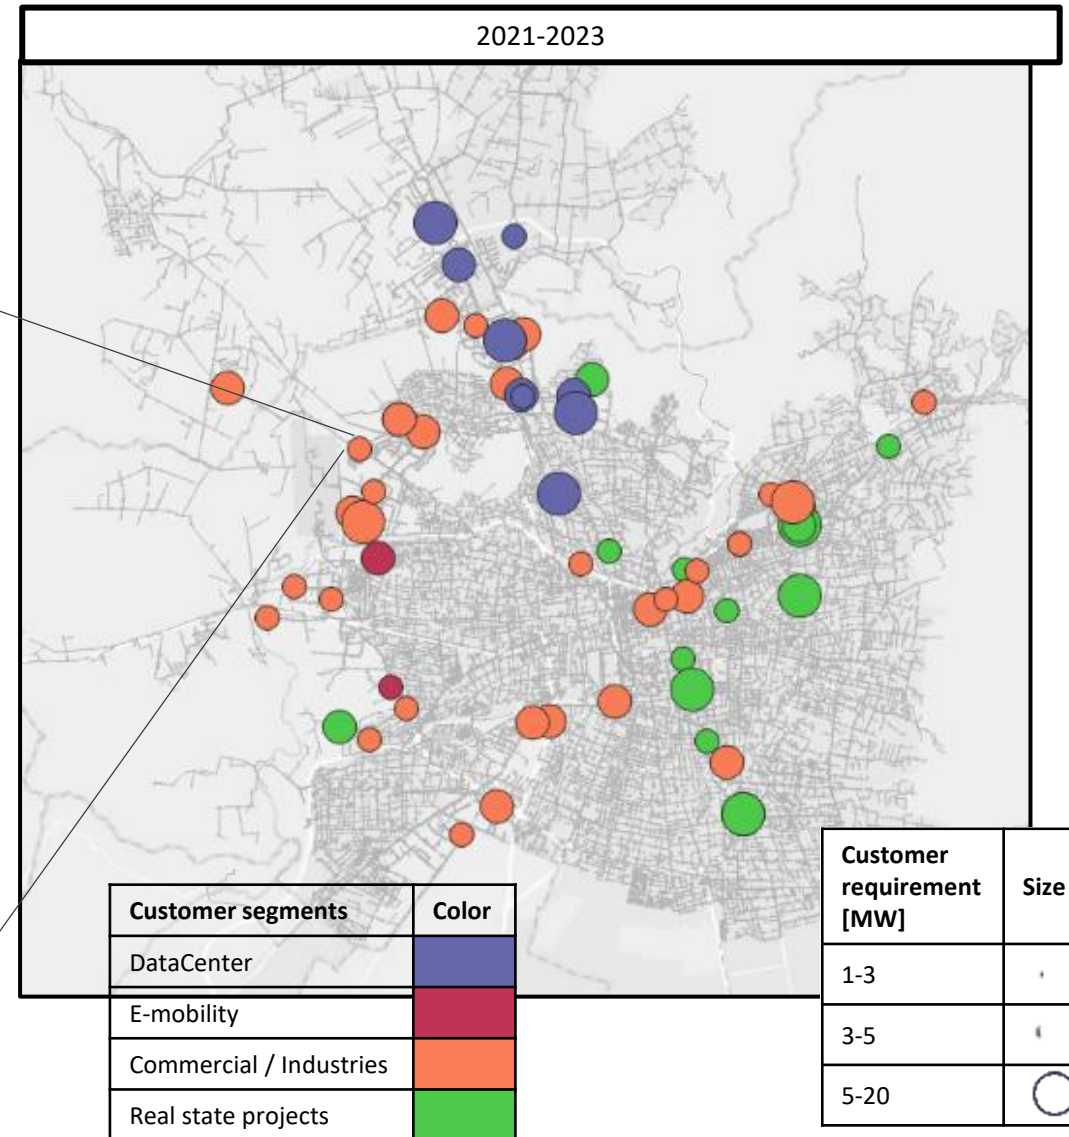 2021-2023
Customer segments
Color
DataCenter
E-mobility
Commercial / Industries
Real state projects
Customer
requirement
[MW]
Size
1-3
3-5
5-20